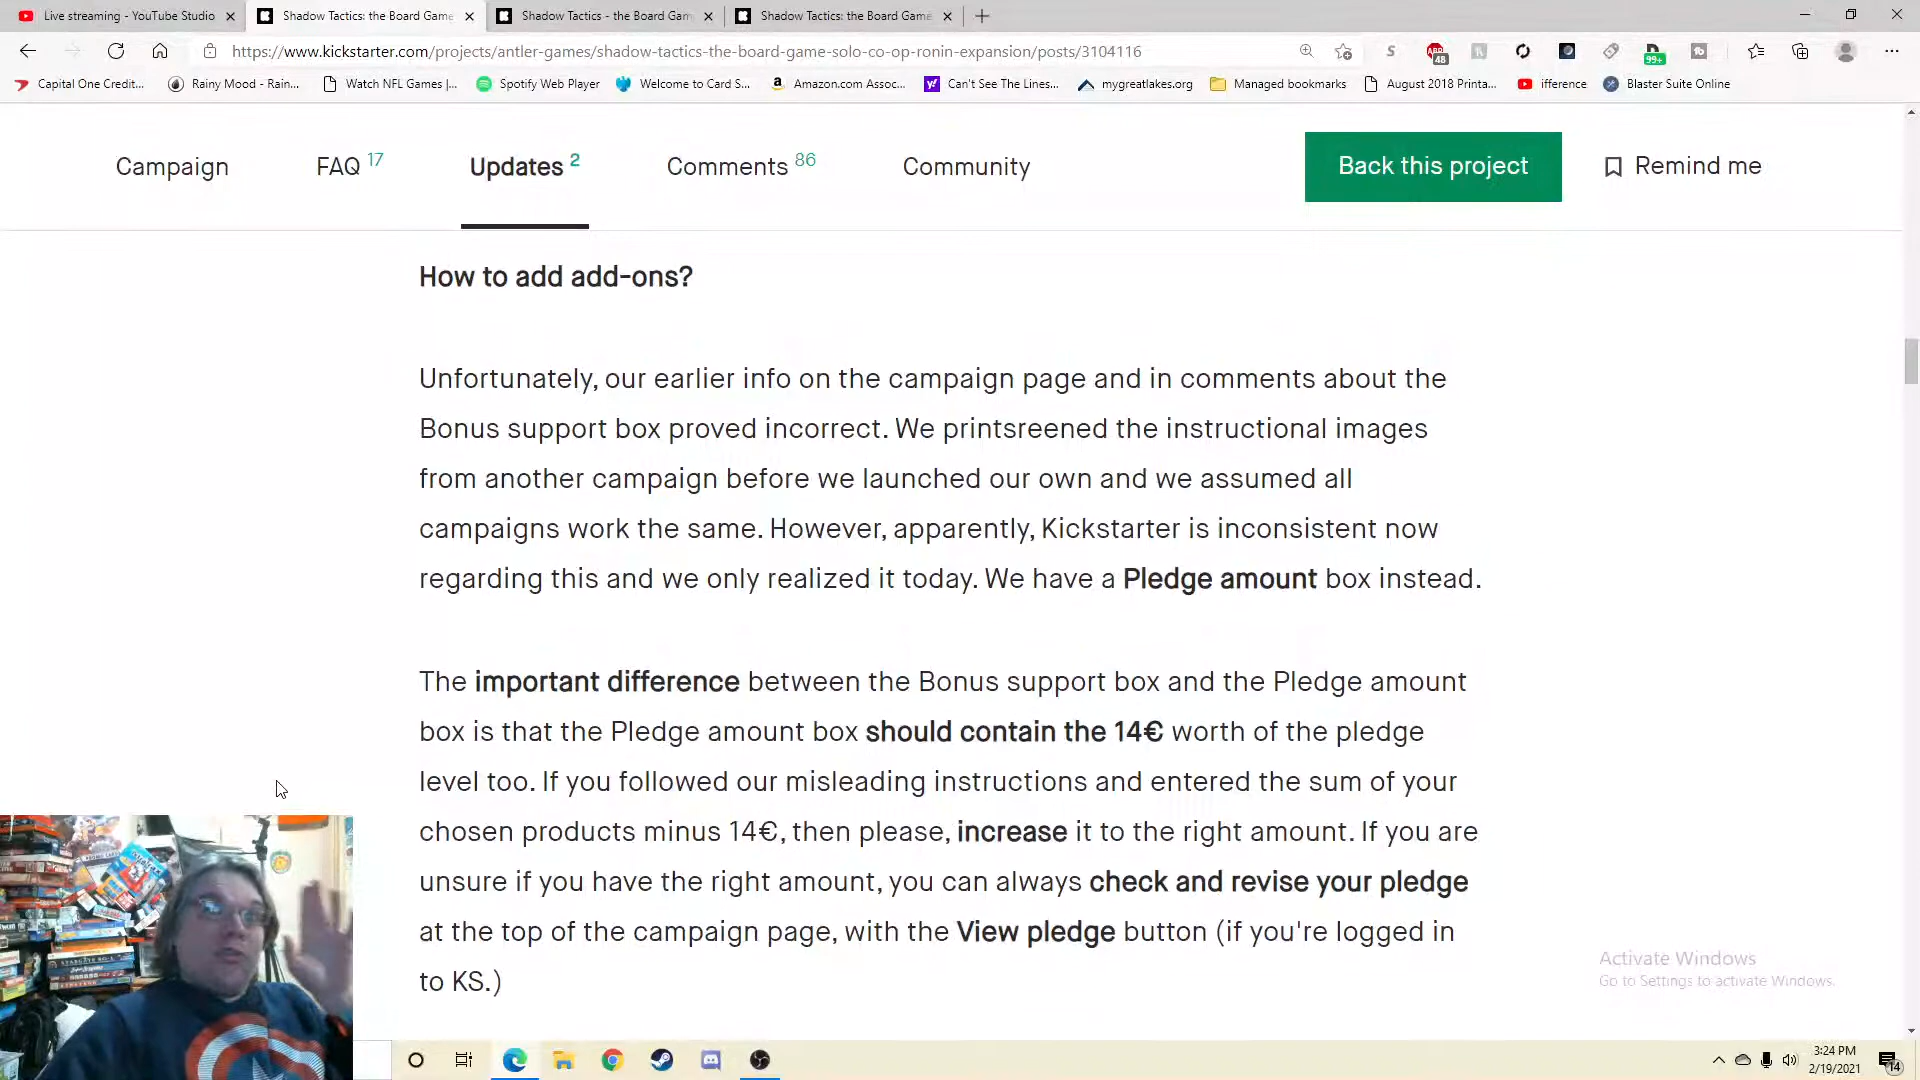 Live streaming - YouTube Studio
Shadow Tactics: the Board Game
Shadow Tactics - the Board Gam
Shadow Tactics: the Board Game
https://www.kickstarter.com/projects/antler-games/shadow-tactics-the-board-game-solo-co-op-ronin-expansion/posts/3104116
48
99+
Capital One Credit...
Rainy Mood - Rain...
Watch NFL Games |...
Spotify Web Player
Welcome to Card S...
Amazon.com Assoc...
Can't See The Lines...
mygreatlakes.org
Managed bookmarks
August 2018 Printa...
ifference
Blaster Suite Online
Campaign
FAQ 17
Updates 2
Comments 86
Community
Back this project
Remind me
How to add add-ons?
Unfortunately, our earlier info on the campaign page and in comments about the
Bonus support box proved incorrect. We printsreened the instructional images
from another campaign before we launched our own and we assumed all
campaigns work the same. However, apparently, Kickstarter is inconsistent now
regarding this and we only realized it today. We have a Pledge amount box instead.
The important difference between the Bonus support box and the Pledge amount
box is that the Pledge amount box should contain the 14€ worth of the pledge
level too. If you followed our misleading instructions and entered the sum of your
chosen products minus 14€, then please, increase it to the right amount. If you are
unsure if you have the right amount, you can always check and revise your pledge
at the top of the campaign page, with the View pledge button (if you're logged in
to KS.)
Activate Windows
Go to Settings to activate Windows.
STARGATE SG-1
3:24 PM
2/19/2021
14